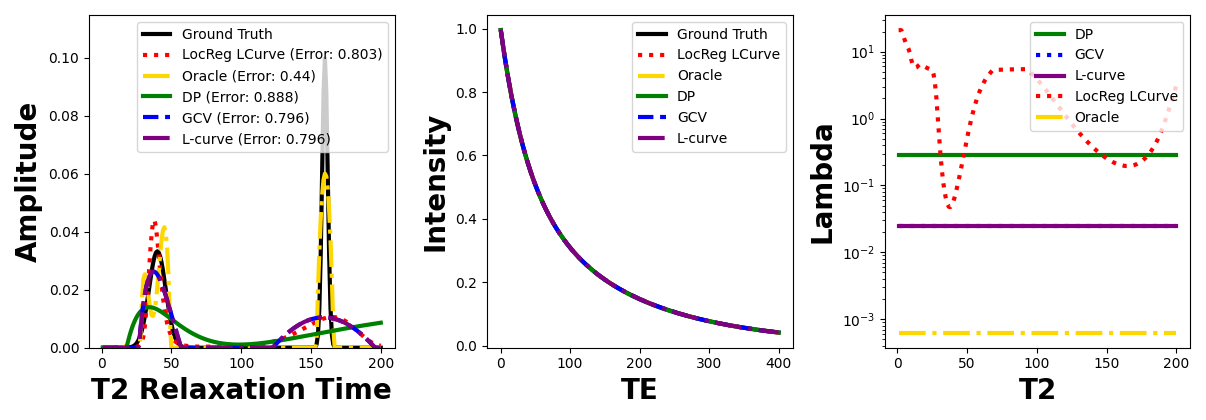 Amplitude
0.10
0.08
0.06
0.04
0.02
0.00
Ground Truth
LocReg LCurve (Error: 0.803)
Oracle (Error: 0.44)
DP (Error: 0.888)
GCV (Error: 0.796)
L-curve (Error: 0.796)
0 50 100 150 200
T2 Relaxation Time
Intensity
1.0
0.8
0.6
0.4
0.2
0.0
Ground Truth
LocReg LCurve
Oracle
DP
GCV
L-curve
0 100 200 300 400
TE
Lambda
10¹
10⁰
10⁻¹
10⁻²
10⁻³
DP
GCV
L-curve
LocReg LCurve
Oracle
0 50 100 150 200
T2